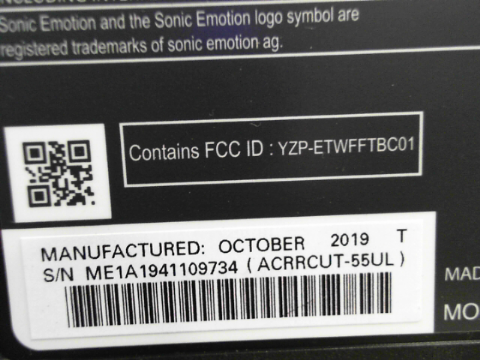 Sonic Emotion and the Sonic Emotion logo symbol are
registered trademarks of sonic emotion ag.
Contains FCC ID : YZP-ETWFFTBC01
MANUFACTURED: OCTOBER 2019 T
S/N ME1A1941109734 ( ACRRCUT-55UL )
MAD
MO